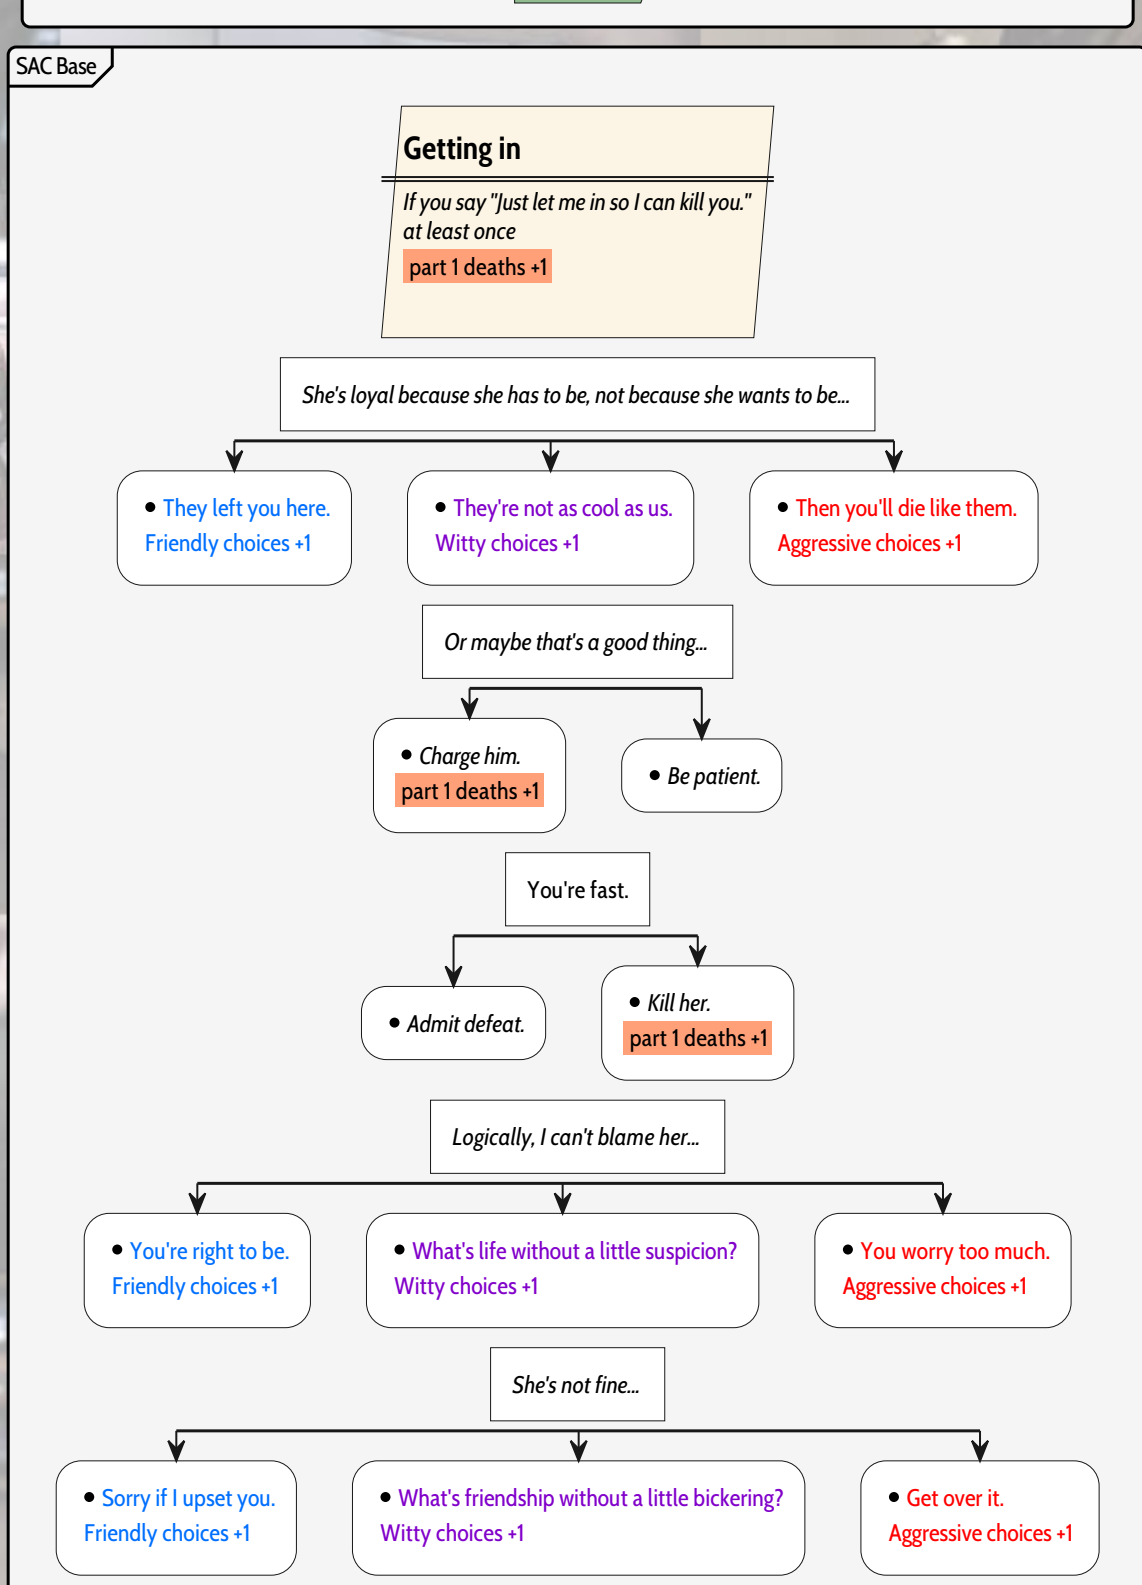 SAC Base
Getting in
If you say "Just let me in so I can kill you."
at least once
part 1 deaths +1
She's loyal because she has to be, not because she wants to be...
• They left you here.
Friendly choices +1
• They're not as cool as us.
Witty choices +1
• Then you'll die like them.
Aggressive choices +1
Or maybe that's a good thing...
• Charge him.
part 1 deaths +1
• Be patient.
You're fast.
• Admit defeat.
• Kill her.
part 1 deaths +1
Logically, I can't blame her...
• You're right to be.
Friendly choices +1
• What's life without a little suspicion?
Witty choices +1
• You worry too much.
Aggressive choices +1
She's not fine...
• Sorry if I upset you.
Friendly choices +1
• What's friendship without a little bickering?
Witty choices +1
• Get over it.
Aggressive choices +1